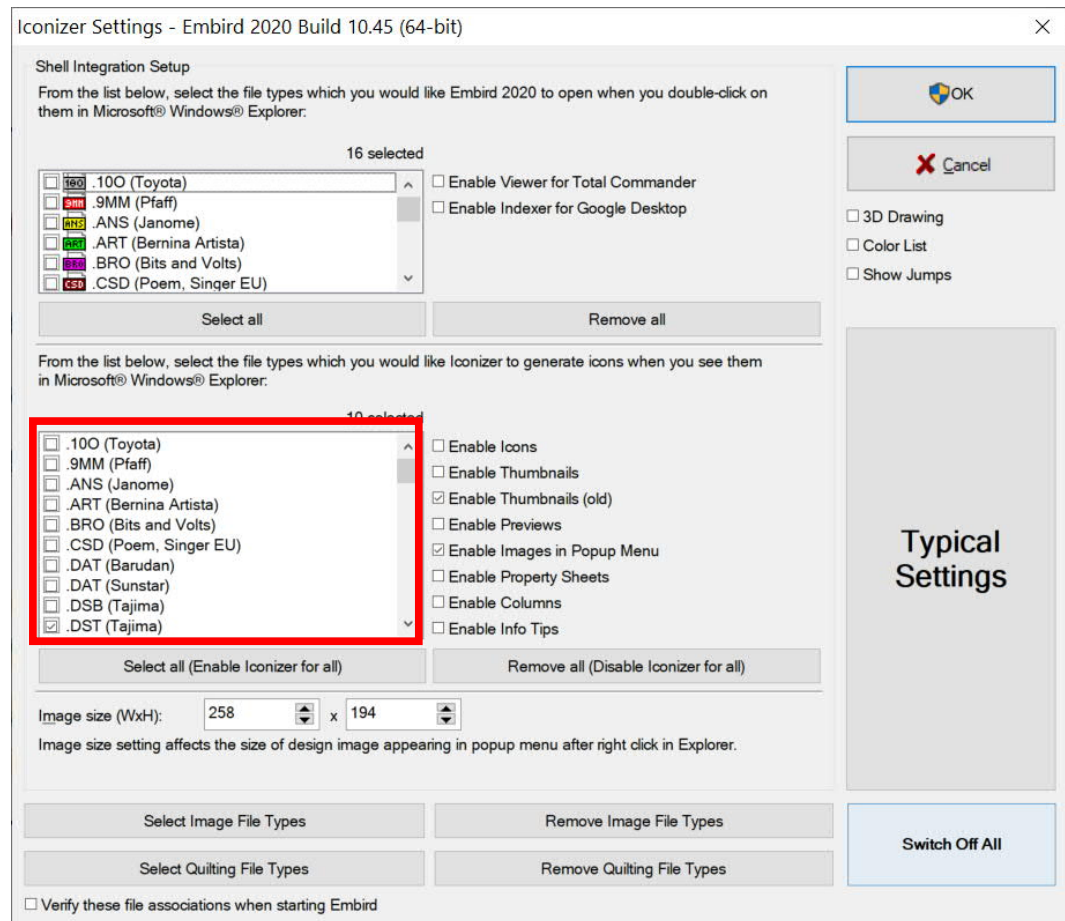 Iconizer Settings - Embird 2020 Build 10.45 (64-bit)
Shell Integration Setup
From the list below, select the file types which you would like Embird 2020 to open when you double-click on
them in Microsoft® Windows® Explorer:
16 selected
100 .10O (Toyota)
9MM .9MM (Pfaff)
ANS .ANS (Janome)
ART .ART (Bernina Artista)
BRO .BRO (Bits and Volts)
CSD .CSD (Poem, Singer EU)
Enable Viewer for Total Commander
Enable Indexer for Google Desktop
Select all
Remove all
From the list below, select the file types which you would like Iconizer to generate icons when you see them
in Microsoft® Windows® Explorer:
10 selected
.10O (Toyota)
.9MM (Pfaff)
.ANS (Janome)
.ART (Bernina Artista)
.BRO (Bits and Volts)
.CSD (Poem, Singer EU)
.DAT (Barudan)
.DAT (Sunstar)
.DSB (Tajima)
.DST (Tajima)
Enable Icons
Enable Thumbnails
Enable Thumbnails (old)
Enable Previews
Enable Images in Popup Menu
Enable Property Sheets
Enable Columns
Enable Info Tips
Select all (Enable Iconizer for all)
Remove all (Disable Iconizer for all)
Image size (WxH): 258 x 194
Image size setting affects the size of design image appearing in popup menu after right click in Explorer.
Select Image File Types
Remove Image File Types
Select Quilting File Types
Remove Quilting File Types
Verify these file associations when starting Embird
OK
Cancel
3D Drawing
Color List
Show Jumps
Typical
Settings
Switch Off All